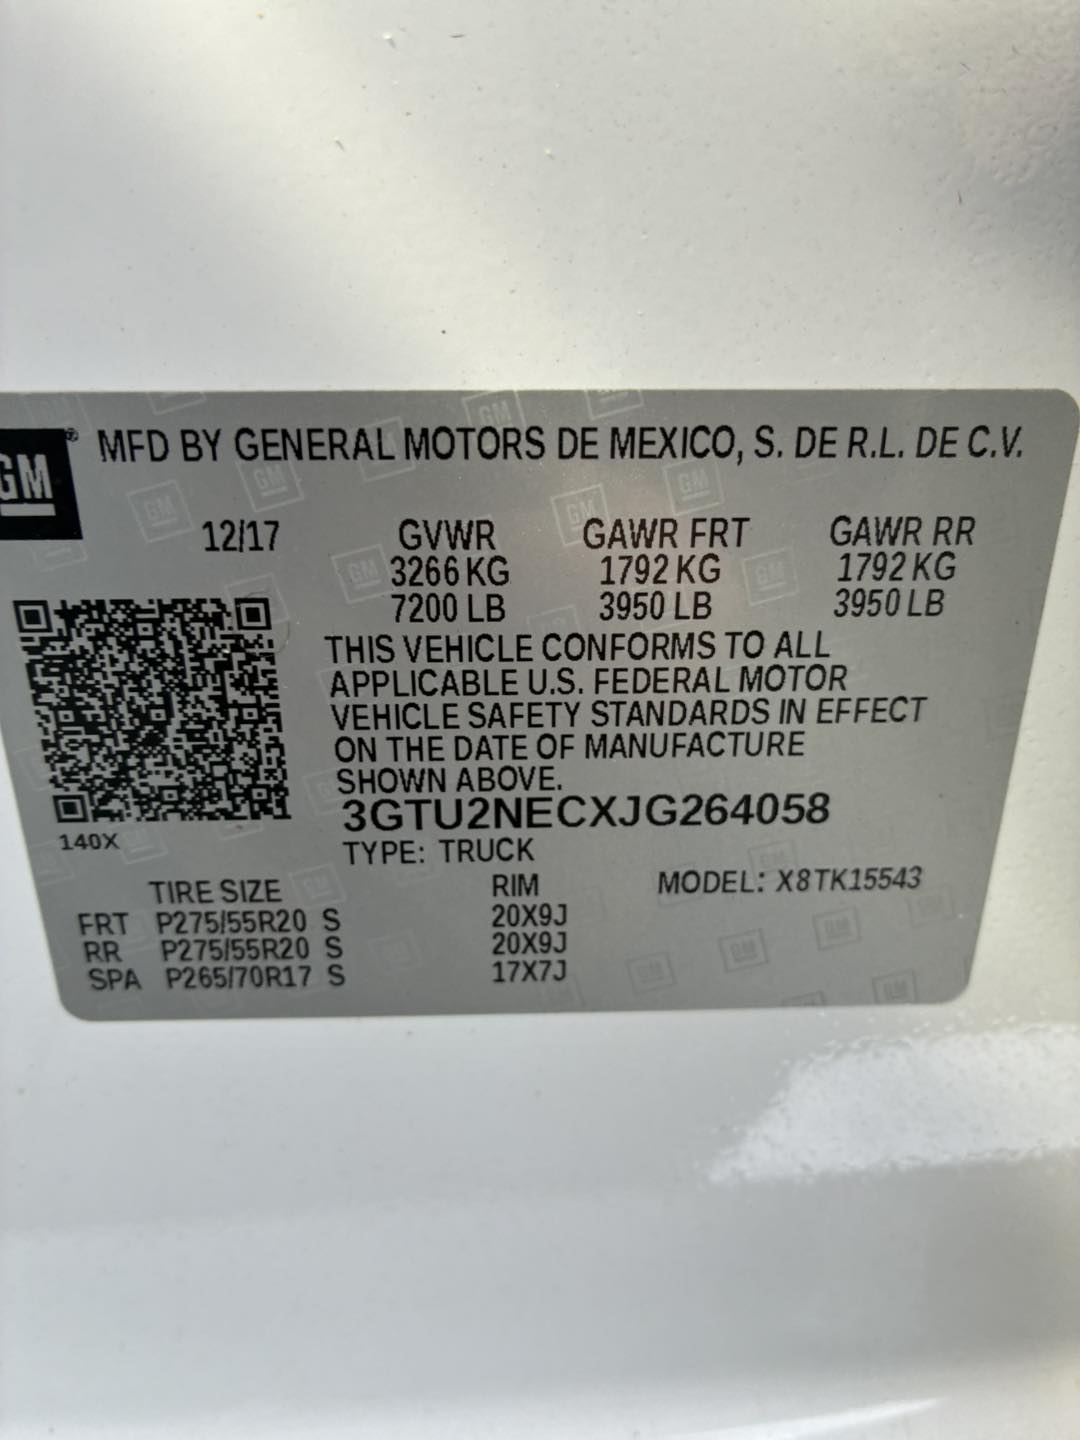 GM® MFD BY GENERAL MOTORS DE MEXICO, S. DE R.L. DE C.V.
12/17 GVWR GAWR FRT GAWR RR
3266 KG 1792 KG 1792 KG
7200 LB 3950 LB 3950 LB
THIS VEHICLE CONFORMS TO ALL
APPLICABLE U.S. FEDERAL MOTOR
VEHICLE SAFETY STANDARDS IN EFFECT
ON THE DATE OF MANUFACTURE
SHOWN ABOVE.
3GTU2NECXJG264058
140X
TYPE: TRUCK
TIRE SIZE RIM MODEL: X8TK15543
FRT P275/55R20 S 20X9J
RR P275/55R20 S 20X9J
SPA P265/70R17 S 17X7J